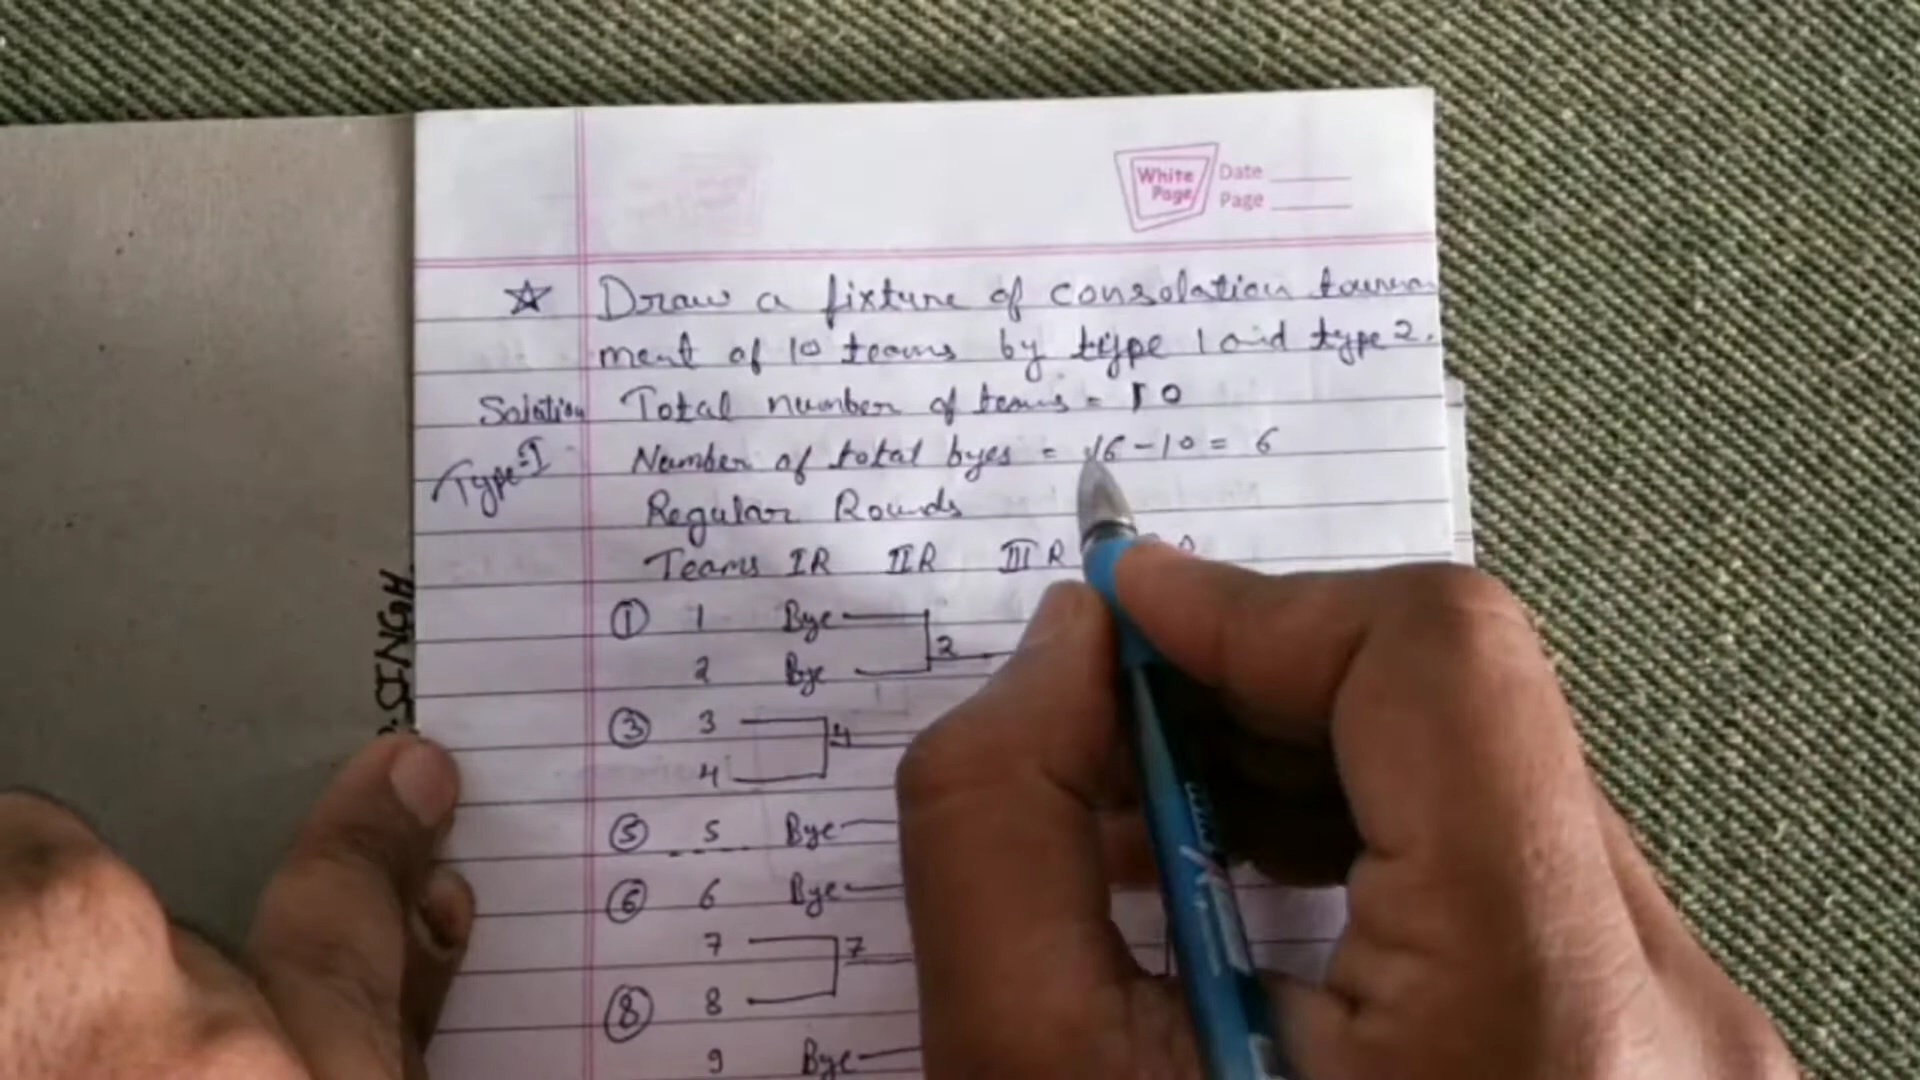 White Page
Date
Page
Draw a fixture of consolation tourna
ment of 10 teams by type 1 and type 2.
Solution Total number of teams = 10
Type-I Number of total byes = 16-10 = 6
Regular Rounds
Teams IR IIR IIIR R
① 1 Bye
2
2 Bye
③ 3
4
4
⑤ 5 Bye
⑥ 6 Bye
7 7
⑧ 8
9 Bye
SINGH